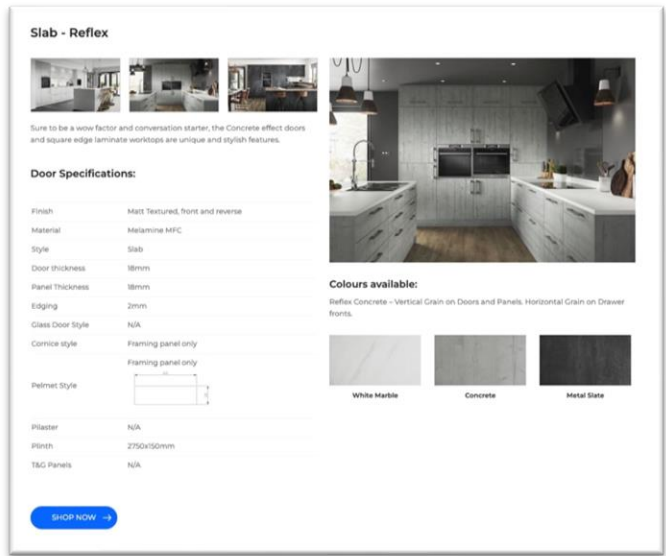 Slab - Reflex
Sure to be a wow factor and conversation starter, the Concrete effect doors
and square edge laminate worktops are unique and stylish features.
Door Specifications:
Finish Matt Textured, front and reverse
Material Melamine MFC
Style Slab
Door thickness 18mm
Panel Thickness 18mm
Edging 2mm
Glass Door Style N/A
Cornice style Framing panel only
Framing panel only
Pelmet Style
Pilaster N/A
Plinth 2750x150mm
T&G Panels N/A
SHOP NOW →
Colours available:
Reflex Concrete – Vertical Grain on Doors and Panels. Horizontal Grain on Drawer
fronts.
White Marble Concrete Metal Slate